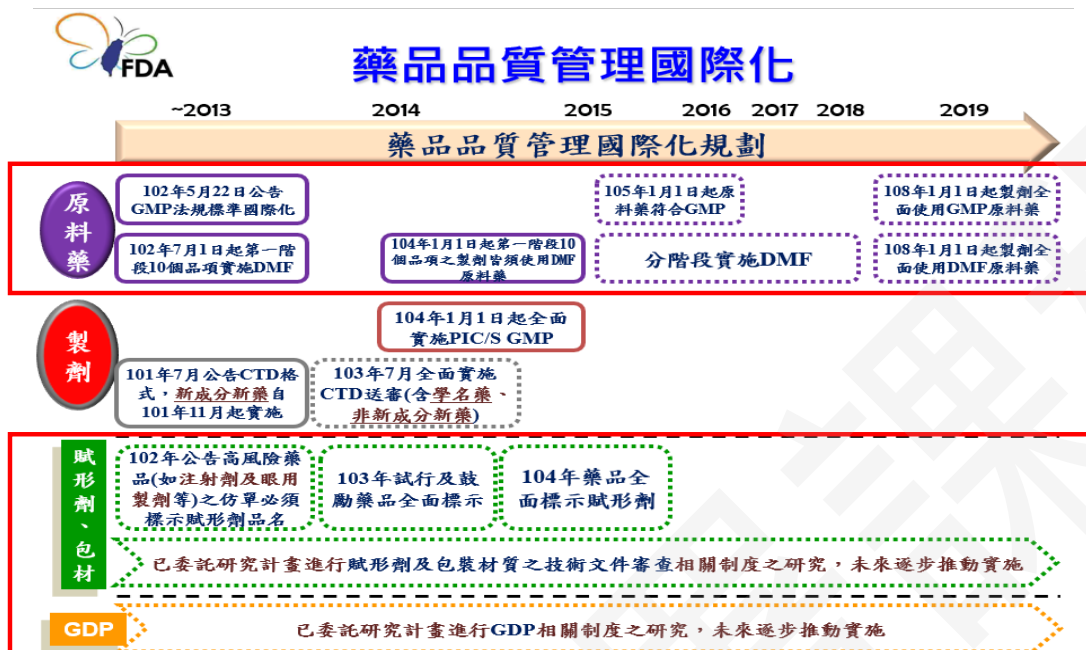 FDA
藥品品質管理國際化
~2013 2014 2015 2016 2017 2018 2019
藥品品質管理國際化規劃
原
料
藥
102年5月22日公告
GMP法規標準國際化
105年1月1日起原
料藥符合GMP
108年1月1日起製劑全
面使用GMP原料藥
102年7月1日起第一階
段10個品項實施DMF
104年1月1日起第一階段10
個品項之製劑皆須使用DMF
原料藥
分階段實施DMF
108年1月1日起製劑全
面使用DMF原料藥
製
劑
104年1月1日起全面
實施PIC/S GMP
101年7月公告CTD格
式，新成分新藥自
101年11月起實施
103年7月全面實施
CTD送審(含學名藥、
非新成分新藥)
賦
形
劑
、
包
材
102年公告高風險藥
品(如注射劑及眼用
製劑等)之仿單必須
標示賦形劑品名
103年試行及鼓
勵藥品全面標示
104年藥品全
面標示賦形劑
已委託研究計畫進行賦形劑及包裝材質之技術文件審查相關制度之研究，未來逐步推動實施
GDP
已委託研究計畫進行GDP相關制度之研究，未來逐步推動實施